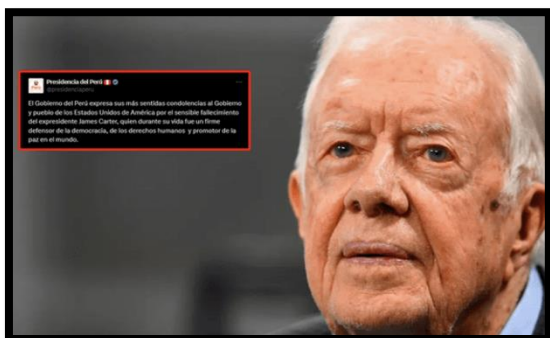 Presidencia del Perú
@presidenciaperu
El Gobierno del Perú expresa sus más sentidas condolencias al Gobierno
y pueblo de los Estados Unidos de América por el sensible fallecimiento
del expresidente James Carter, quien durante su vida fue un firme
defensor de la democracia, de los derechos humanos y promotor de la
paz en el mundo.